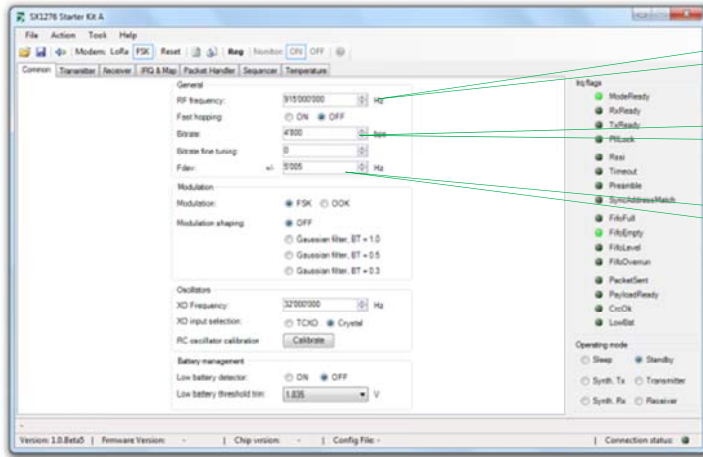 SX1276 Starter Kit A
File Action Tools Help
Modem: LoRa FSK Reset Reg Monitor: ON OFF
Common Transmitter Receiver IRQ & Map Packet Handler Sequencer Temperature
General
RF frequency: 915'000'000 Hz
Fast hopping: ON OFF
Bitrate: 4'800 bps
Bitrate fine tuning: 0
Fdev: +/- 5'005 Hz
Modulation
Modulation: FSK OOK
Modulation shaping: OFF
Gaussian filter, BT = 1.0
Gaussian filter, BT = 0.5
Gaussian filter, BT = 0.3
Oscillators
XO Frequency: 32'000'000 Hz
XO input selection: TCXO Crystal
RC oscillator calibration Calibrate
Battery management
Low battery detector: ON OFF
Low battery threshold trim: 1.835 V
Irq flags
ModeReady
RxReady
TxReady
PllLock
Rssi
Timeout
Preamble
SyncAddressMatch
FifoFull
FifoEmpty
FifoLevel
FifoOverrun
PacketSent
PayloadReady
CrcOk
LowBat
Operating mode
Sleep Standby
Synth. Tx Transmitter
Synth. Rx Receiver
-
Version: 1.0.Beta5 | Firmware Version: - | Chip version: - | Config File: - | Connection status: